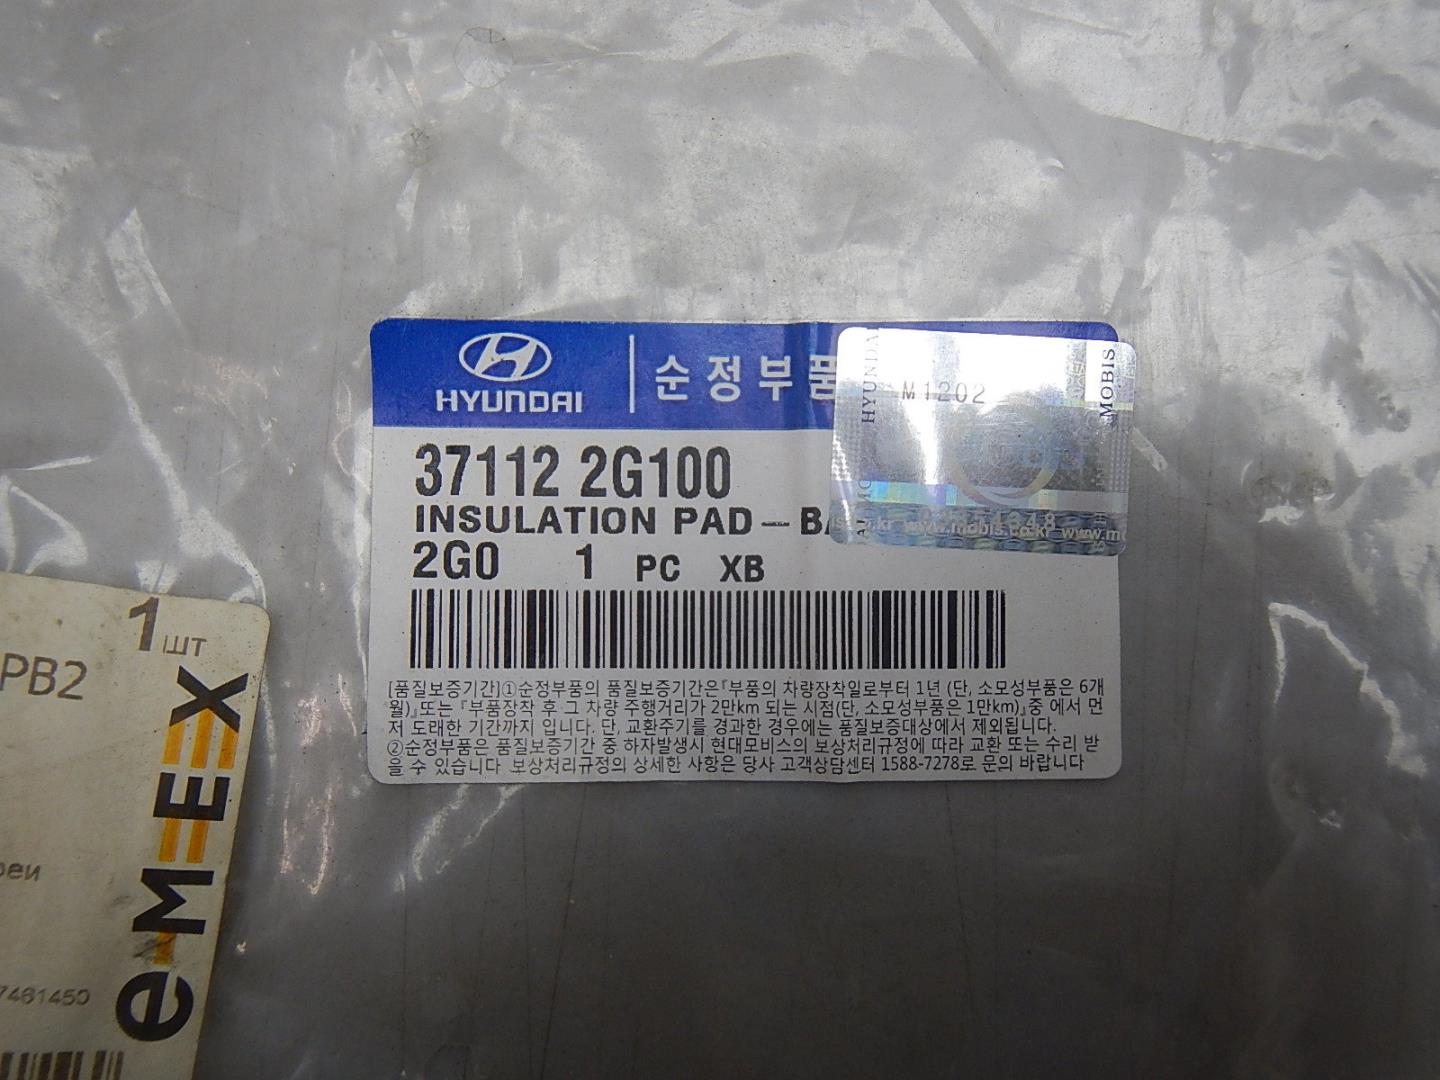 HYUNDAI
순정부품
HYUNDAI
MOBIS
M1202
37112 2G100
INSULATION PAD - BA
2G0 1 PC XB
www.mobis.co.kr
[품질보증기간]①순정부품의 품질보증기간은『부품의 차량장착일로부터 1년 (단, 소모성부품은 6개
월)』또는 『부품장착 후 그 차량 주행거리가 2만km 되는 시점(단, 소모성부품은 1만km)』중 에서 먼
저 도래한 기간까지 입니다. 단, 교환주기를 경과한 경우에는 품질보증대상에서 제외됩니다.
②순정부품은 품질보증기간 중 하자발생시 현대모비스의 보상처리규정에 따라 교환 또는 수리 받
을 수 있습니다 보상처리규정의 상세한 사항은 당사 고객상담센터 1588-7278로 문의 바랍니다
1 шт
PB2
реи
7461450
e-M=E=X